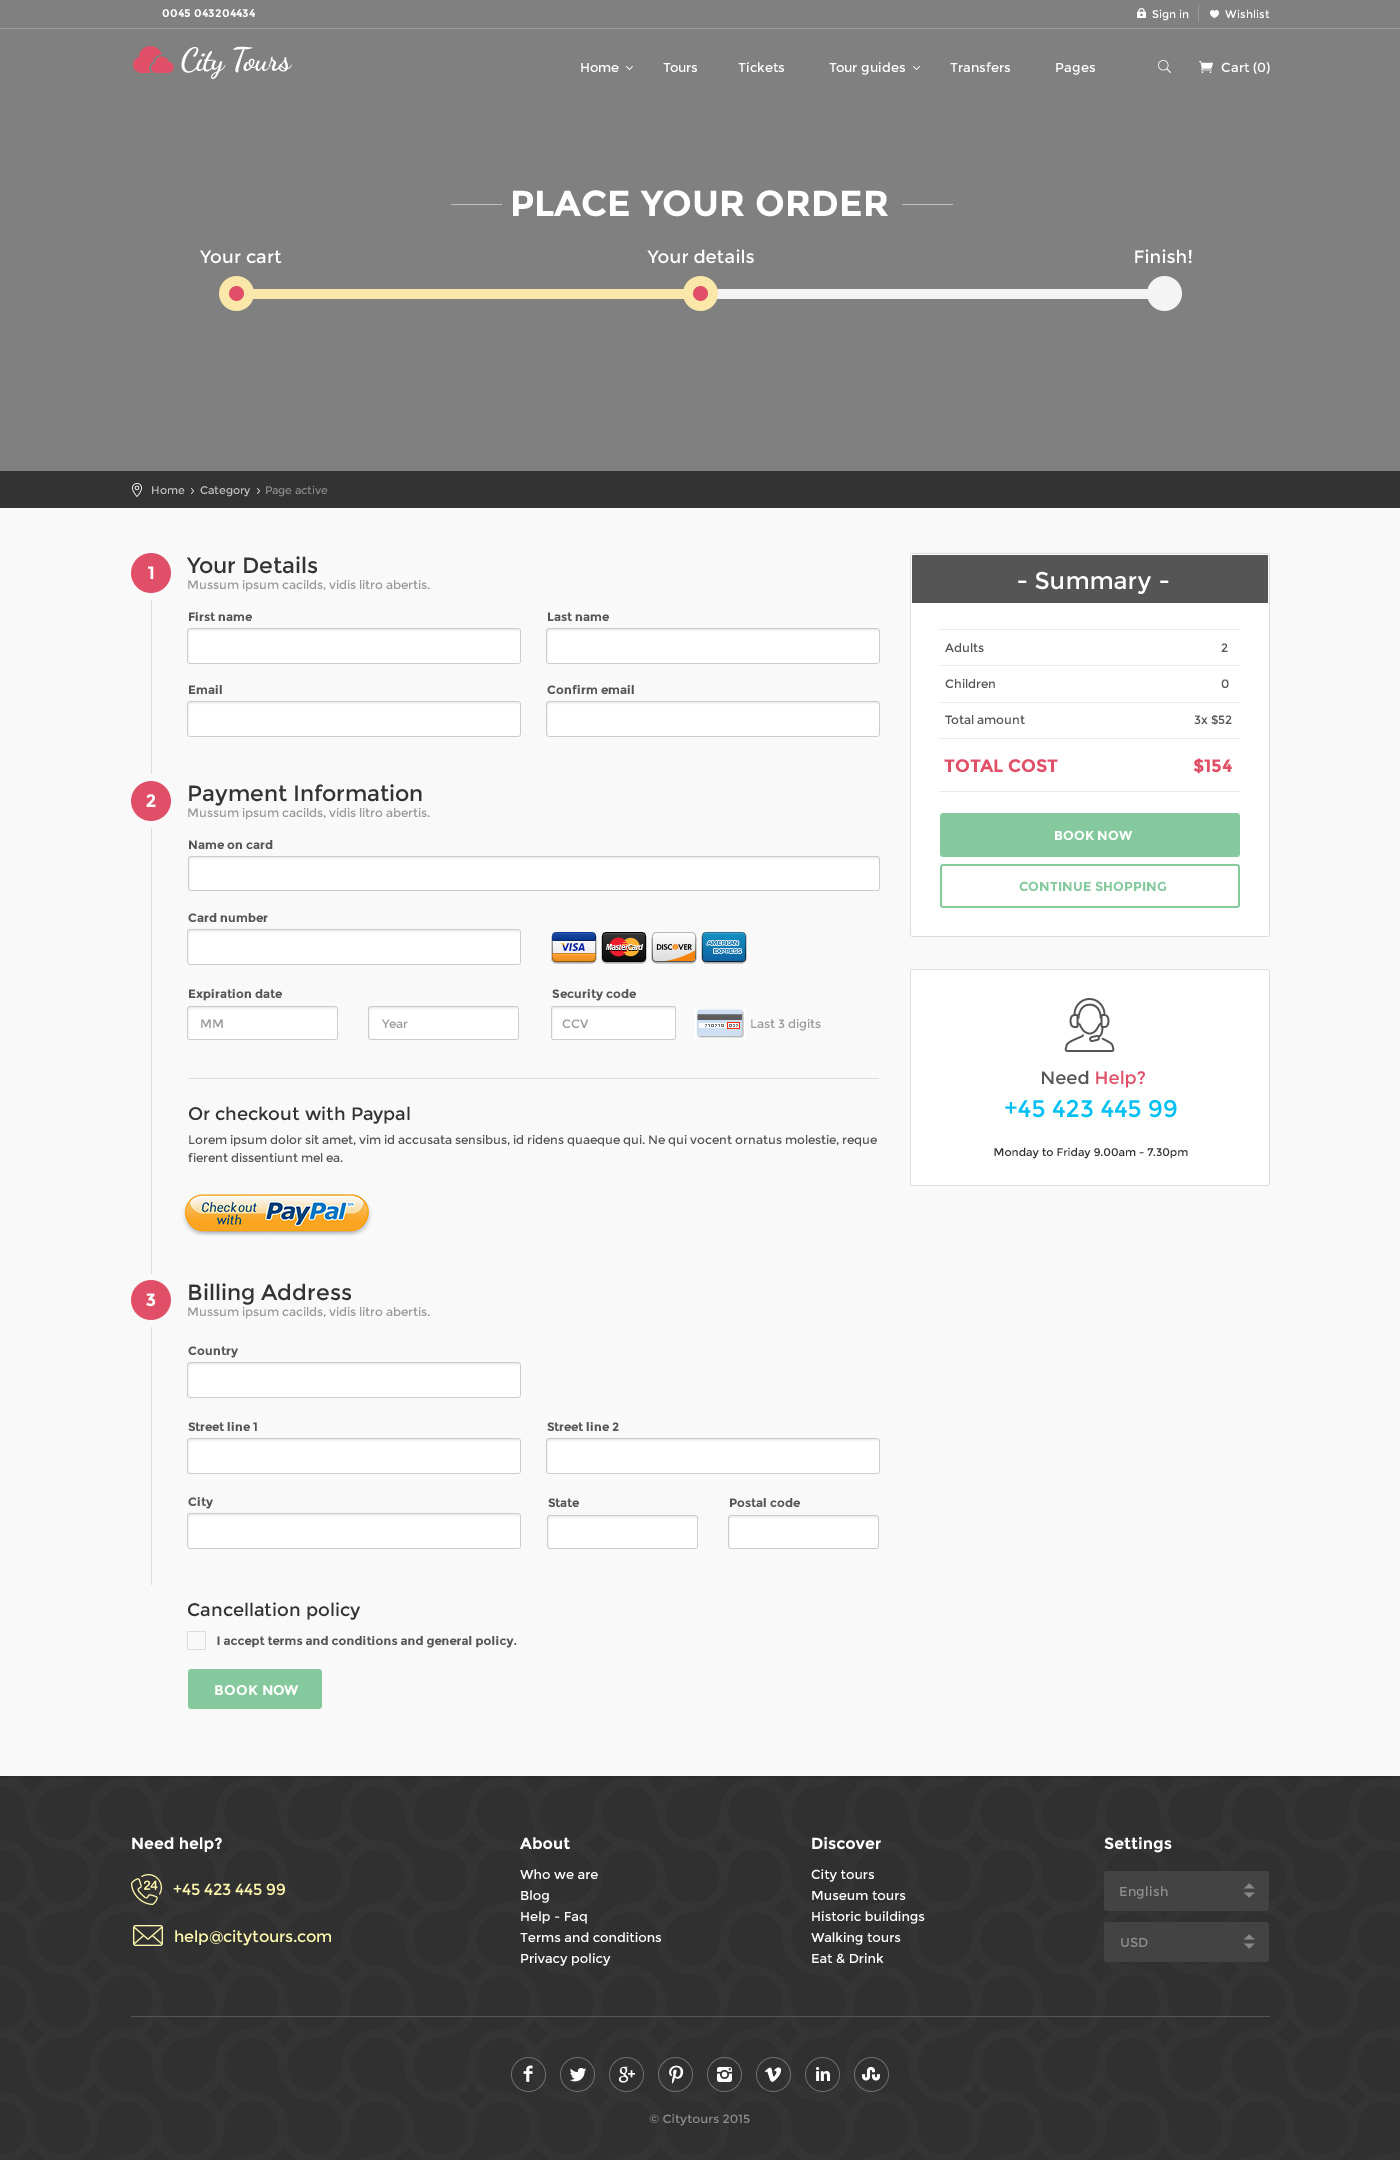 0045 043204434
Sign in
Wishlist
City Tours
Home
Tours
Tickets
Tour guides
Transfers
Pages
Cart (0)
PLACE YOUR ORDER
Your cart
Your details
Finish!
Home › Category › Page active
1
Your Details
Mussum ipsum cacilds, vidis litro abertis.
First name
Last name
Email
Confirm email
2
Payment Information
Mussum ipsum cacilds, vidis litro abertis.
Name on card
Card number
VISA
MasterCard
DISCOVER
AMERICAN
EXPRESS
Expiration date
Security code
MM
Year
CCV
710710 037
Last 3 digits
Or checkout with Paypal
Lorem ipsum dolor sit amet, vim id accusata sensibus, id ridens quaeque qui. Ne qui vocent ornatus molestie, reque
fierent dissentiunt mel ea.
Checkout
with
PayPal
3
Billing Address
Mussum ipsum cacilds, vidis litro abertis.
Country
Street line 1
Street line 2
City
State
Postal code
Cancellation policy
I accept terms and conditions and general policy.
BOOK NOW
- Summary -
Adults 2
Children 0
Total amount 3x $52
TOTAL COST $154
BOOK NOW
CONTINUE SHOPPING
Need Help?
+45 423 445 99
Monday to Friday 9.00am - 7.30pm
Need help?
24
+45 423 445 99
help@citytours.com
About
Who we are
Blog
Help - Faq
Terms and conditions
Privacy policy
Discover
City tours
Museum tours
Historic buildings
Walking tours
Eat & Drink
Settings
English
USD
© Citytours 2015